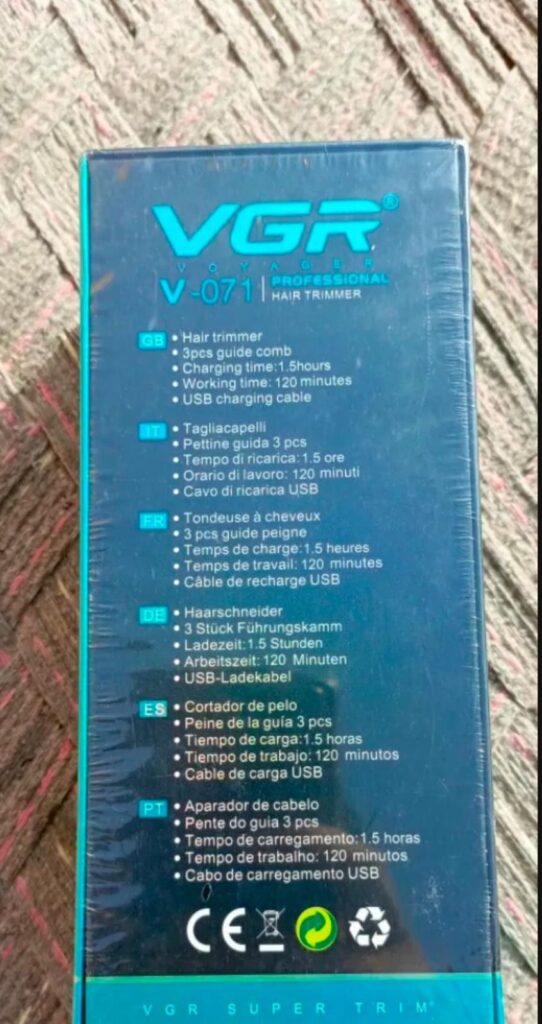 VGR®
VOYAGER
V-071 PROFESSIONAL
HAIR TRIMMER
GB • Hair trimmer
• 3pcs guide comb
• Charging time:1.5hours
• Working time: 120 minutes
• USB charging cable
IT • Tagliacapelli
• Pettine guida 3 pcs
• Tempo di ricarica:1.5 ore
• Orario di lavoro: 120 minuti
• Cavo di ricarica USB
FR • Tondeuse à cheveux
• 3 pcs guide peigne
• Temps de charge:1.5 heures
• Temps de travail: 120 minutes
• Câble de recharge USB
DE • Haarschneider
• 3 Stück Führungskamm
• Ladezeit:1.5 Stunden
• Arbeitszeit: 120 Minuten
• USB-Ladekabel
ES • Cortador de pelo
• Peine de la guía 3 pcs
• Tiempo de carga:1.5 horas
• Tiempo de trabajo: 120 minutos
• Cable de carga USB
PT • Aparador de cabelo
• Pente do guia 3 pcs
• Tempo de carregamento:1.5 horas
• Tempo de trabalho: 120 minutos
• Cabo de carregamento USB
CE
VGR SUPER TRIM